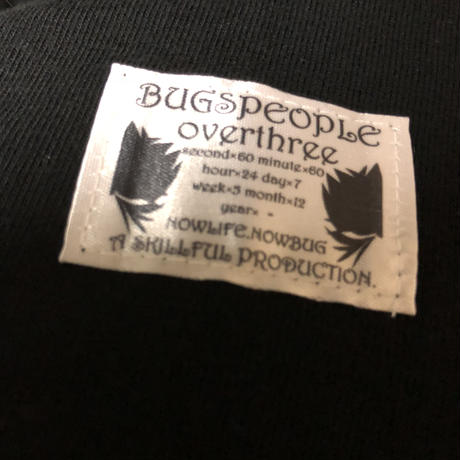 BUGSPEOPLE
overthree
second×60 minute×60
hour×24 day×7
week×5 month×12
year× -
NOWLIFE.NOWBUG
A SKILLFUL PRODUCTION.